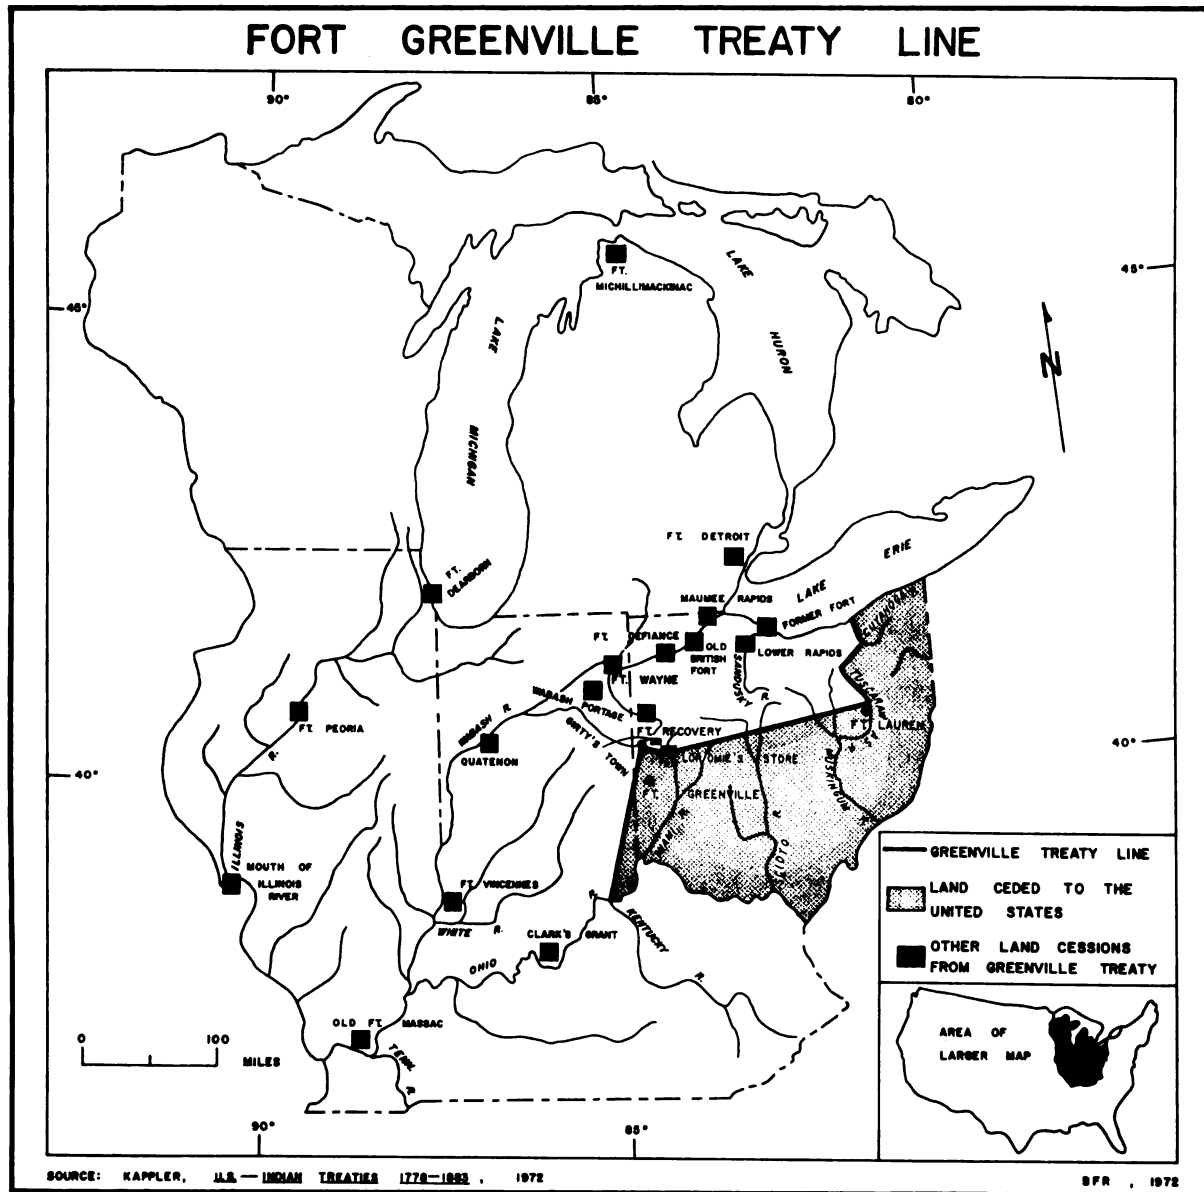 FORT GREENVILLE TREATY LINE
90°
85°
80°
45°
45°
40°
40°
90°
85°
FT.
MICHILLIMACKINAC
LAKE
HURON
LAKE
MICHIGAN
N
FT. DETROIT
LAKE
ERIE
FT.
DEARBORN
MAUMEE RAPIDS
FORMER FORT
FT. DEFIANCE
OLD
BRITISH
FORT
LOWER RAPIDS
SANDUSKY R.
CUYAHOGA R.
FT. WAYNE
WABASH PORTAGE
WABASH R.
GIRTY'S TOWN
TUSCARAWAS R.
FT. LAUREN
FT. PEORIA
QUATENON
FT. RECOVERY
LOROMIE'S STORE
FT. GREENVILLE
MUSKINGUM R.
MIAMI R.
SCIOTO R.
ILLINOIS
R.
MOUTH OF
ILLINOIS
RIVER
FT. VINCENNES
WHITE R.
CLARK'S GRANT
OHIO
R.
KENTUCKY
R.
OLD FT. MASSAC
TENN.
R.
0 100
MILES
GREENVILLE TREATY LINE
LAND CEDED TO THE
UNITED STATES
OTHER LAND CESSIONS
FROM GREENVILLE TREATY
AREA OF
LARGER MAP
SOURCE: KAPPLER, U.S.—INDIAN TREATIES 1778—1883, 1972
BFR, 1972